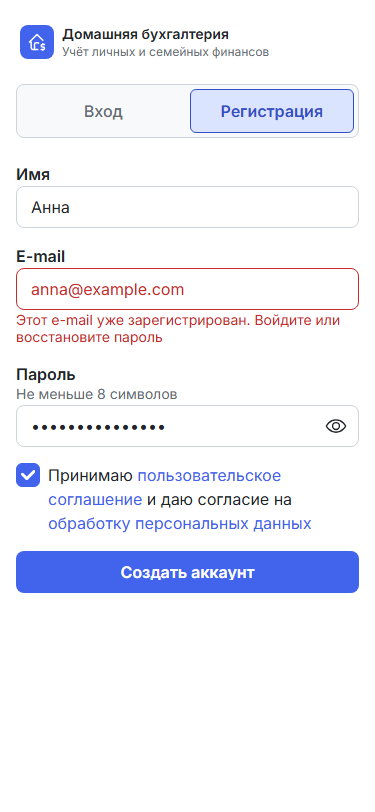 Домашняя бухгалтерия
Учёт личных и семейных финансов
Вход
Регистрация
Имя
Анна
E-mail
anna@example.com
Этот e-mail уже зарегистрирован. Войдите или
восстановите пароль
Пароль
Не меньше 8 символов
•••••••••••••••
Принимаю пользовательское
соглашение и даю согласие на
обработку персональных данных
Создать аккаунт